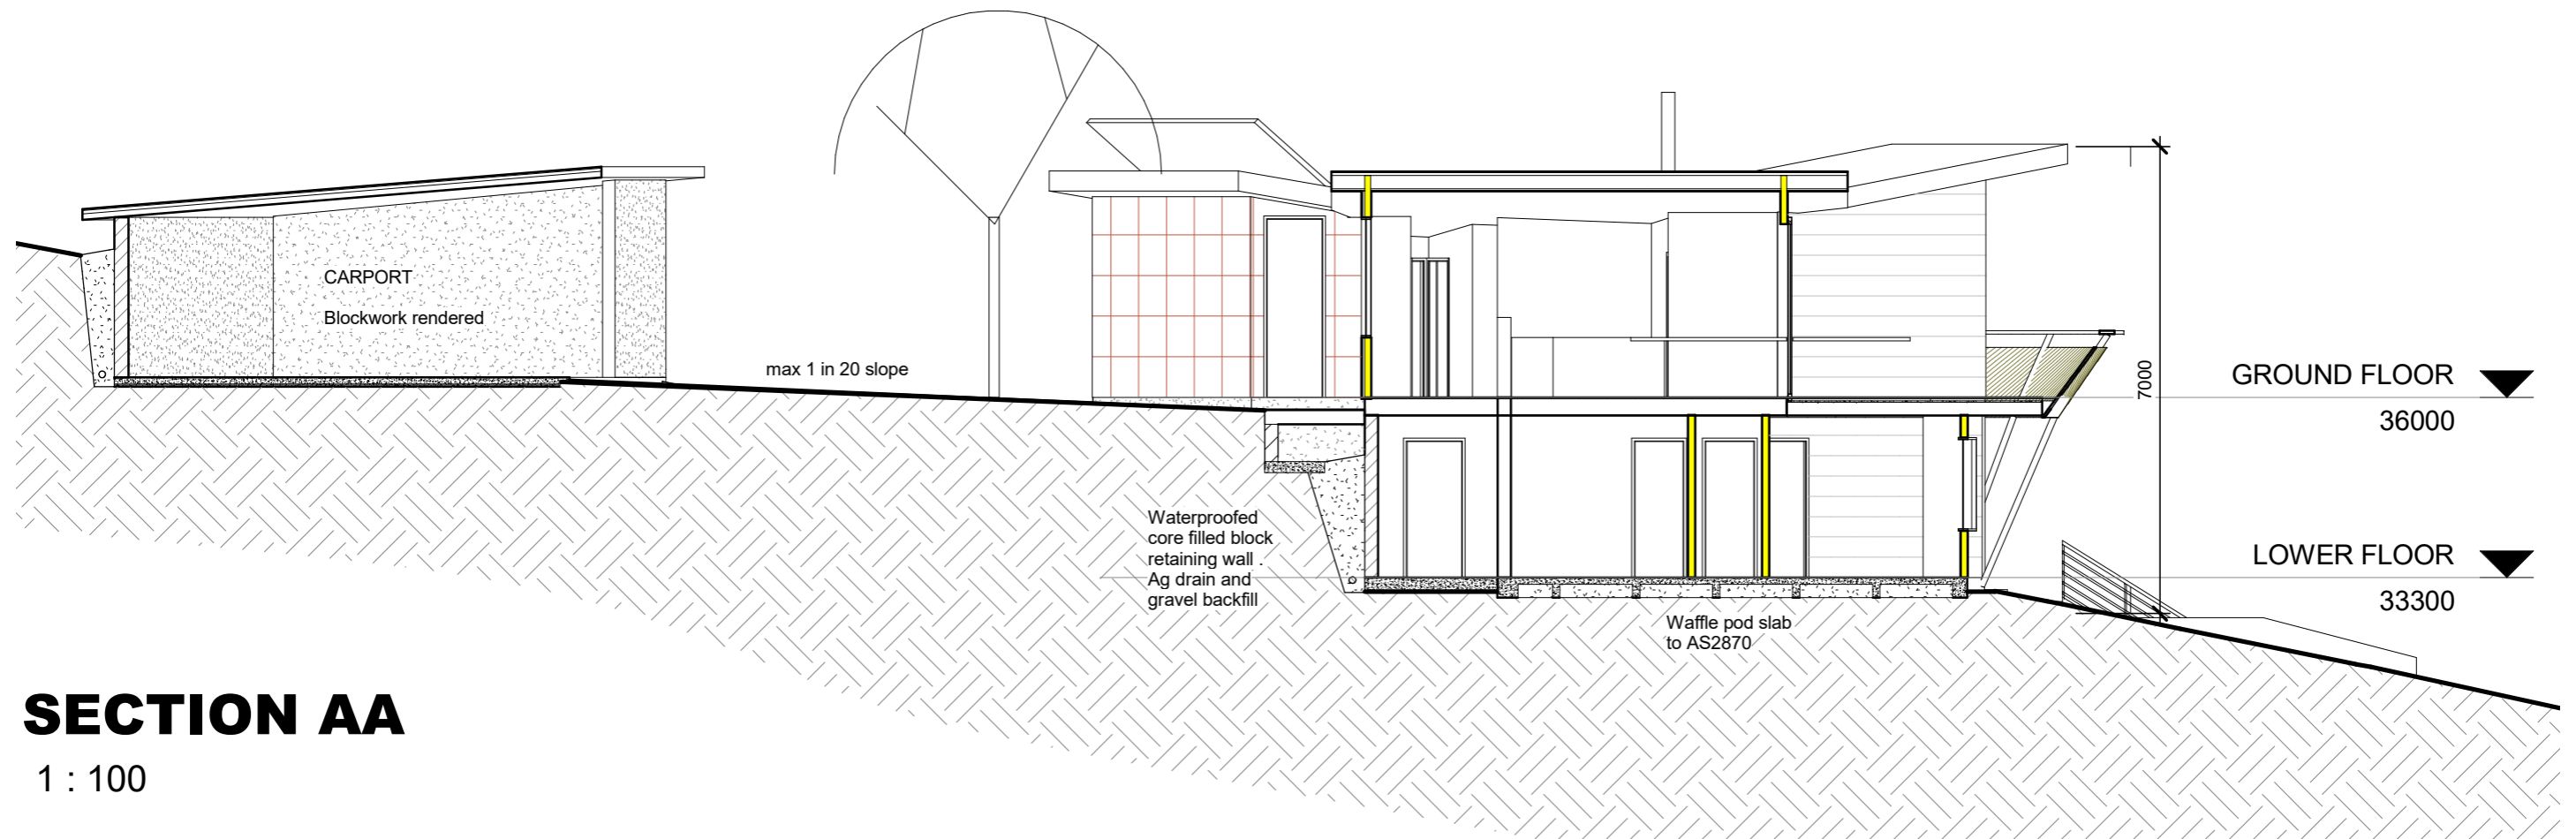 CARPORT
Blockwork rendered
max 1 in 20 slope
7000
GROUND FLOOR
36000
Waterproofed
core filled block
retaining wall .
Ag drain and
gravel backfill
LOWER FLOOR
33300
Waffle pod slab
to AS2870
SECTION AA
1 : 100